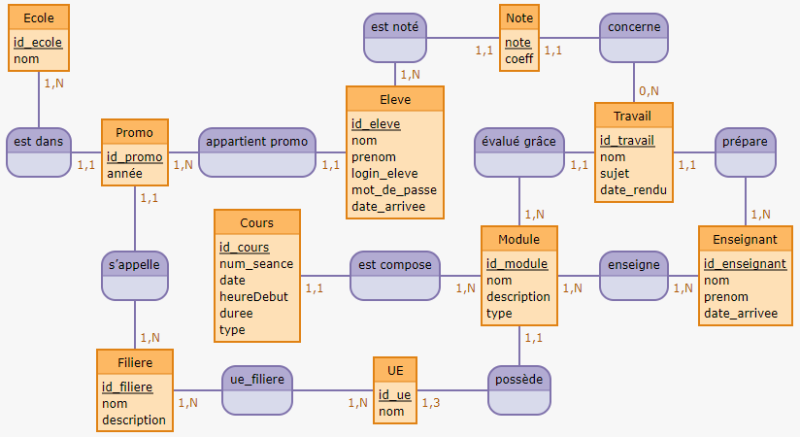 Ecole
id_ecole
nom
1,N
est dans
1,1
Promo
id_promo
année
1,N
appartient promo
1,1
1,1
est noté
1,1
1,N
Note
note
coeff
1,1
concerne
0,N
Eleve
id_eleve
nom
prenom
login_eleve
mot_de_passe
date_arrivee
Travail
id_travail
nom
sujet
date_rendu
évalué grâce
1,1
1,N
1,1
prépare
1,N
Cours
id_cours
num_seance
date
heureDebut
duree
type
1,1
est compose
1,N
Module
id_module
nom
description
type
1,N
enseigne
1,N
Enseignant
id_enseignant
nom
prenom
date_arrivee
s'appelle
1,N
Filiere
id_filiere
nom
description
1,N
ue_filiere
1,N
UE
id_ue
nom
1,3
possède
1,1